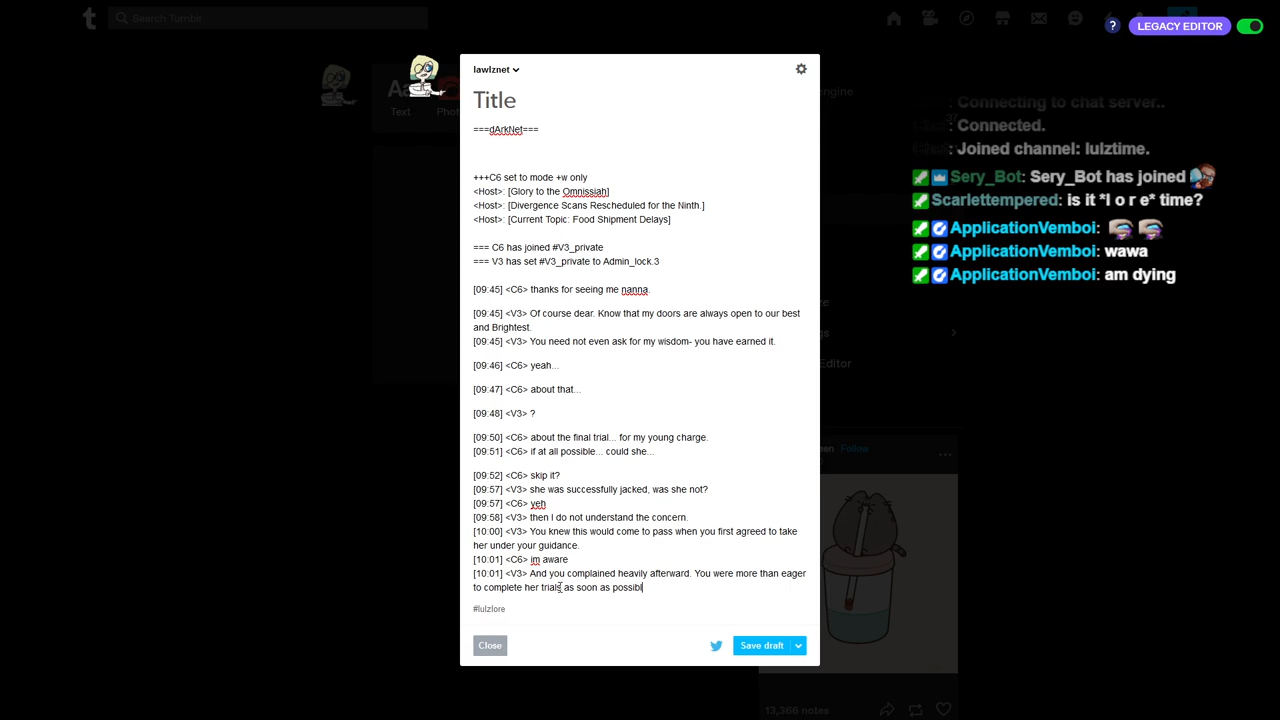 Search Tumblr
LEGACY EDITOR
?
lawlznet
Aa
Text
Phot
Title
===dArkNet===
+++C6 set to mode +w only
<Host>: [Glory to the Omnissiah]
<Host>: [Divergence Scans Rescheduled for the Ninth.]
<Host>: [Current Topic: Food Shipment Delays]
=== C6 has joined #V3_private
=== V3 has set #V3_private to Admin_lock.3
[09:45] <C6> thanks for seeing me nanna.
[09:45] <V3> Of course dear. Know that my doors are always open to our best
and Brightest.
[09:45] <V3> You need not even ask for my wisdom- you have earned it.
[09:46] <C6> yeah...
[09:47] <C6> about that...
[09:48] <V3> ?
[09:50] <C6> about the final trial... for my young charge.
[09:51] <C6> if at all possible... could she...
[09:52] <C6> skip it?
[09:57] <V3> she was successfully jacked, was she not?
[09:57] <C6> yeh
[09:58] <V3> then I do not understand the concern.
[10:00] <V3> You knew this would come to pass when you first agreed to take
her under your guidance.
[10:01] <C6> im aware
[10:01] <V3> And you complained heavily afterward. You were more than eager
to complete her trials as soon as possibl
#lulzlore
Close
Save draft
: Connecting to chat server..
: Connected.
: Joined channel: lulztime.
Sery_Bot: Sery_Bot has joined
Scarlettempered: is it *l o r e* time?
ApplicationVemboi:
ApplicationVemboi: wawa
ApplicationVemboi: am dying
Editor
een Follow
13,366 notes